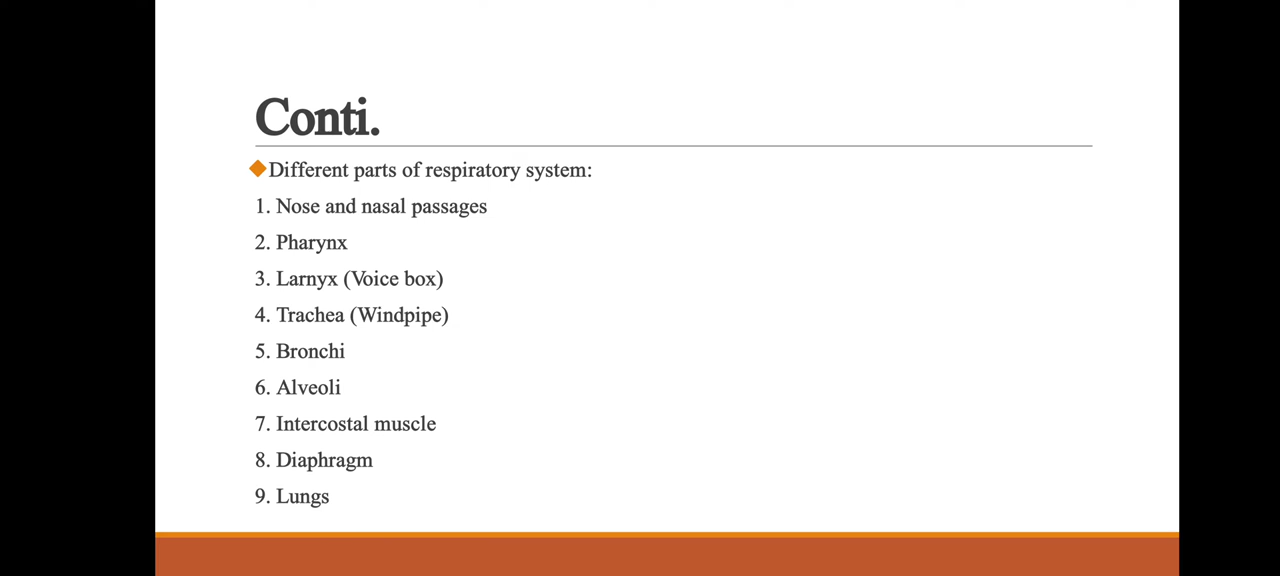 Conti.
Different parts of respiratory system:
1. Nose and nasal passages
2. Pharynx
3. Larnyx (Voice box)
4. Trachea (Windpipe)
5. Bronchi
6. Alveoli
7. Intercostal muscle
8. Diaphragm
9. Lungs